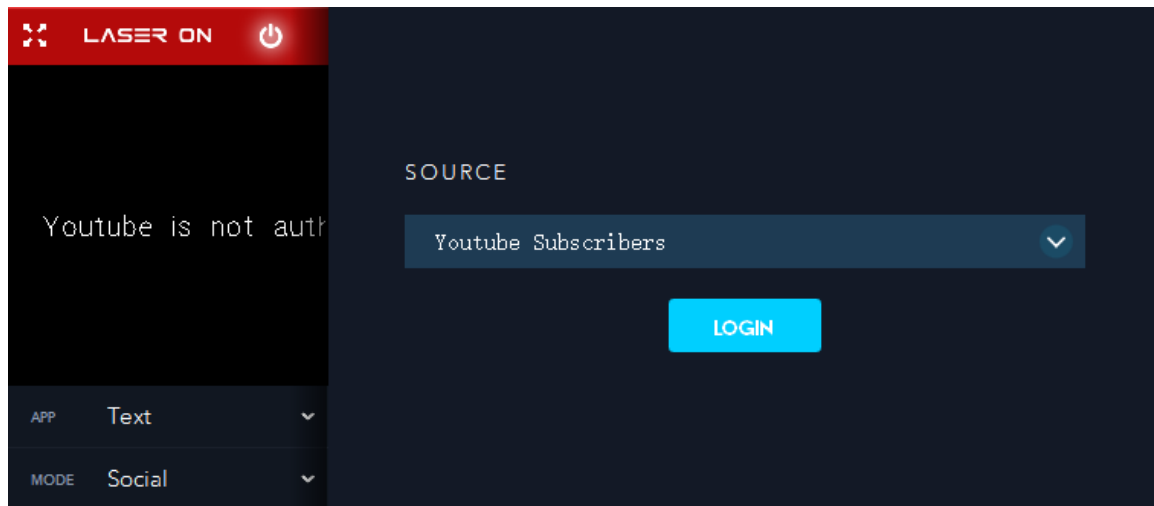 LASER ON
Youtube is not auth
APP Text
MODE Social
SOURCE
Youtube Subscribers
LOGIN